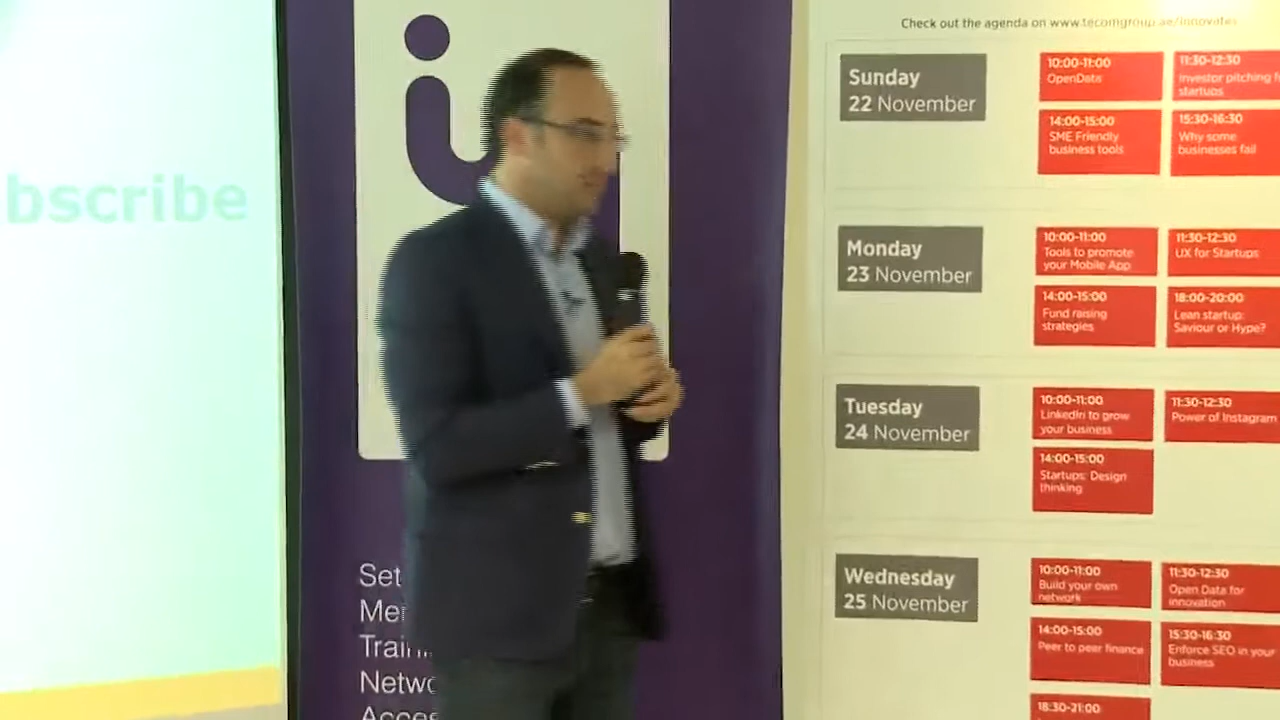 bscribe
Set
Me
Train
Netwo
Acces
Check out the agenda on www.tecomgroup.ae/innovates
Sunday
22 November
10:00-11:00
OpenData
11:30-12:30
Investor pitching f
startups
14:00-15:00
SME Friendly
business tools
15:30-16:30
Why some
businesses fail
Monday
23 November
10:00-11:00
Tools to promote
your Mobile App
11:30-12:30
UX for Startups
14:00-15:00
Fund raising
strategies
18:00-20:00
Lean startup:
Saviour or Hype?
Tuesday
24 November
10:00-11:00
LinkedIn to grow
your business
11:30-12:30
Power of Instagram
14:00-15:00
Startups: Design
thinking
Wednesday
25 November
10:00-11:00
Build your own
network
11:30-12:30
Open Data for
innovation
14:00-15:00
Peer to peer finance
15:30-16:30
Enforce SEO in your
business
18:30-21:00